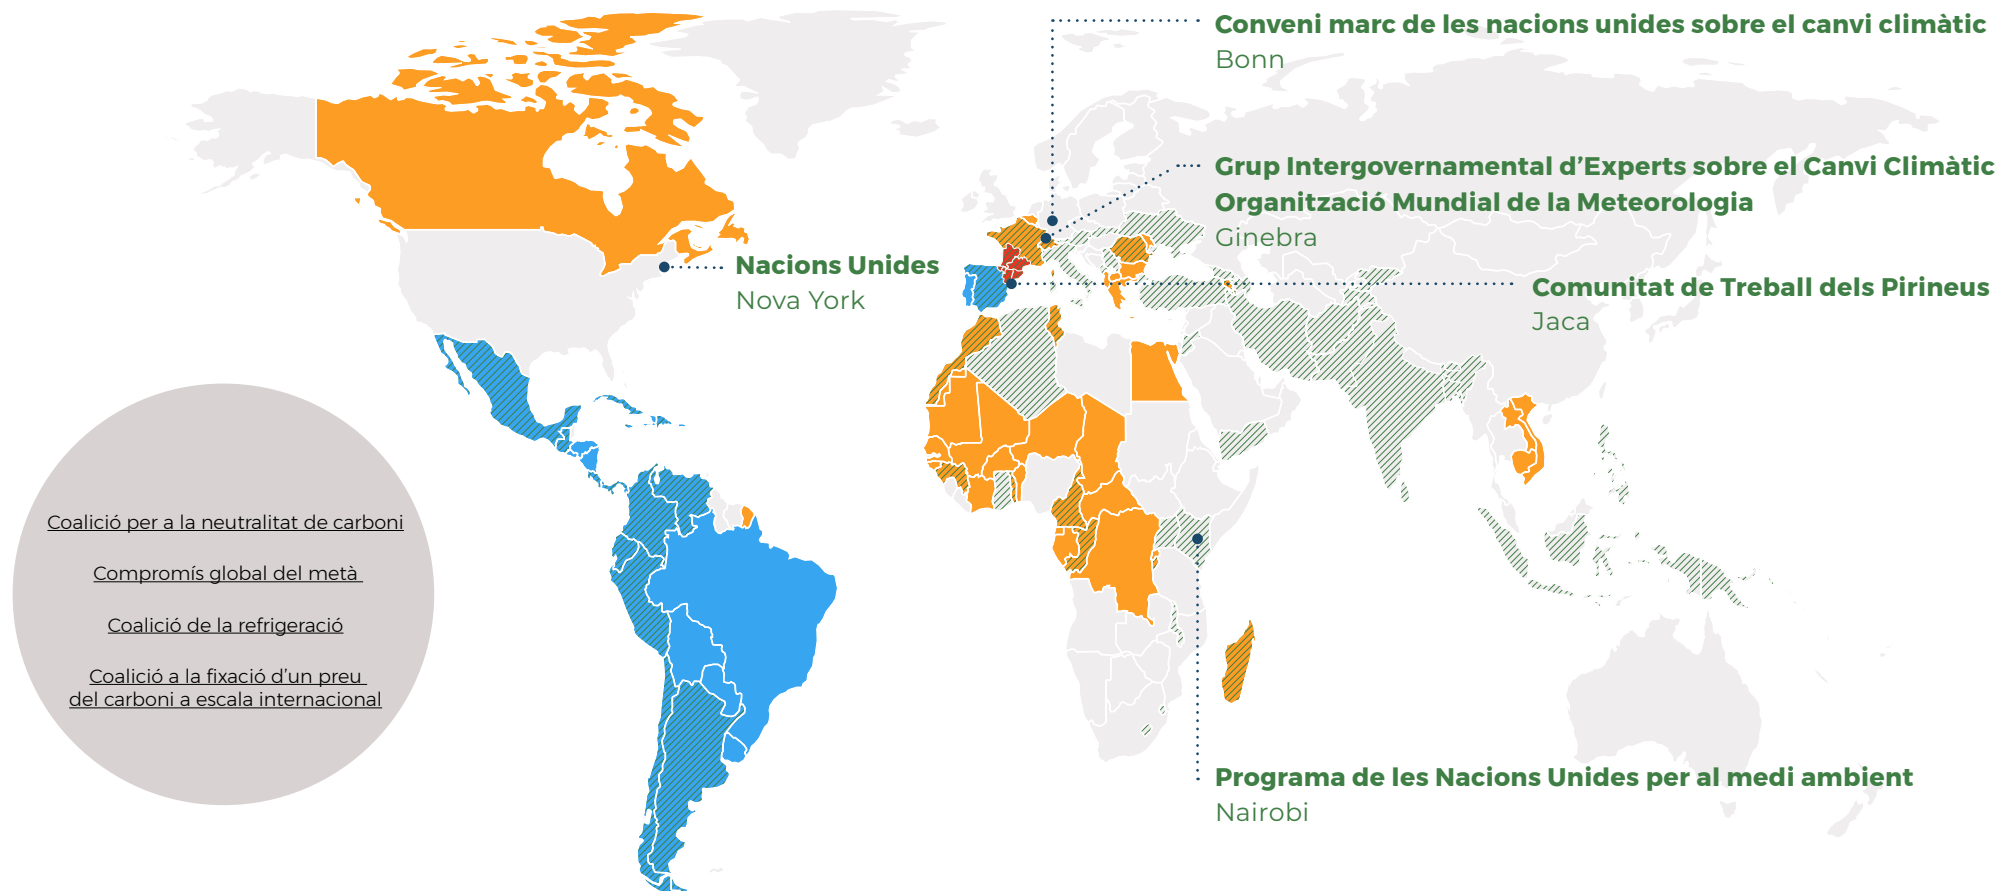 Conveni marc de les nacions unides sobre el canvi climàtic
Bonn
Grup Intergovernamental d’Experts sobre el Canvi Climàtic
Organització Mundial de la Meteorologia
Ginebra
Nacions Unides
Nova York
Comunitat de Treball dels Pirineus
Jaca
Coalició per a la neutralitat de carboni
Compromís global del metà
Coalició de la refrigeració
Coalició a la fixació d’un preu
del carboni a escala internacional
Programa de les Nacions Unides per al medi ambient
Nairobi